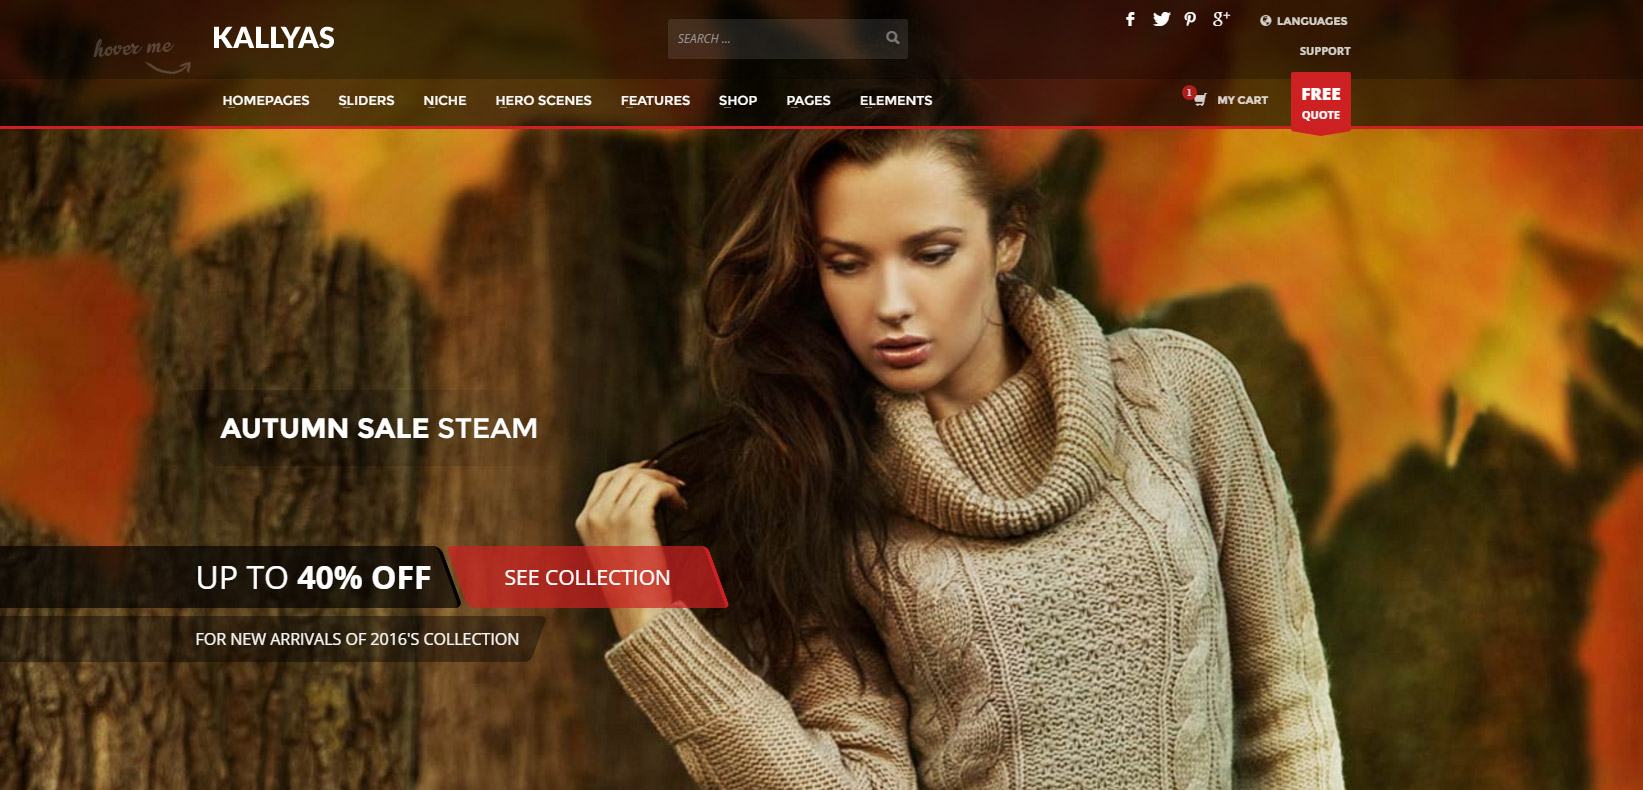 hover me
KALLYAS
SEARCH ...
LANGUAGES
SUPPORT
HOMEPAGES SLIDERS NICHE HERO SCENES FEATURES SHOP PAGES ELEMENTS
1 MY CART
FREE
QUOTE
AUTUMN SALE STEAM
UP TO 40% OFF
SEE COLLECTION
FOR NEW ARRIVALS OF 2016'S COLLECTION